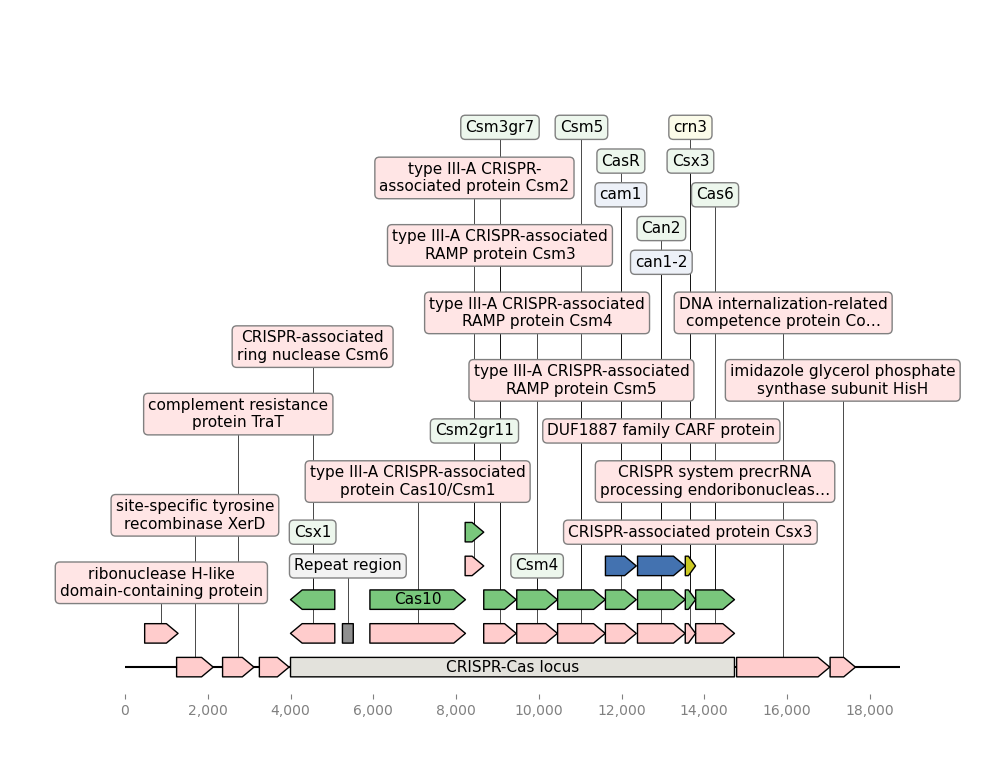 Csm3gr7
Csm5
crn3
type III-A CRISPR-
associated protein Csm2
CasR
Csx3
cam1
Cas6
type III-A CRISPR-associated
RAMP protein Csm3
Can2
can1-2
type III-A CRISPR-associated
RAMP protein Csm4
DNA internalization-related
competence protein Co...
CRISPR-associated
ring nuclease Csm6
type III-A CRISPR-associated
RAMP protein Csm5
imidazole glycerol phosphate
synthase subunit HisH
complement resistance
protein TraT
Csm2gr11
DUF1887 family CARF protein
type III-A CRISPR-associated
protein Cas10/Csm1
CRISPR system precrRNA
processing endoribonucleas...
site-specific tyrosine
recombinase XerD
Csx1
CRISPR-associated protein Csx3
ribonuclease H-like
domain-containing protein
Repeat region
Csm4
Cas10
CRISPR-Cas locus
0 2,000 4,000 6,000 8,000 10,000 12,000 14,000 16,000 18,000